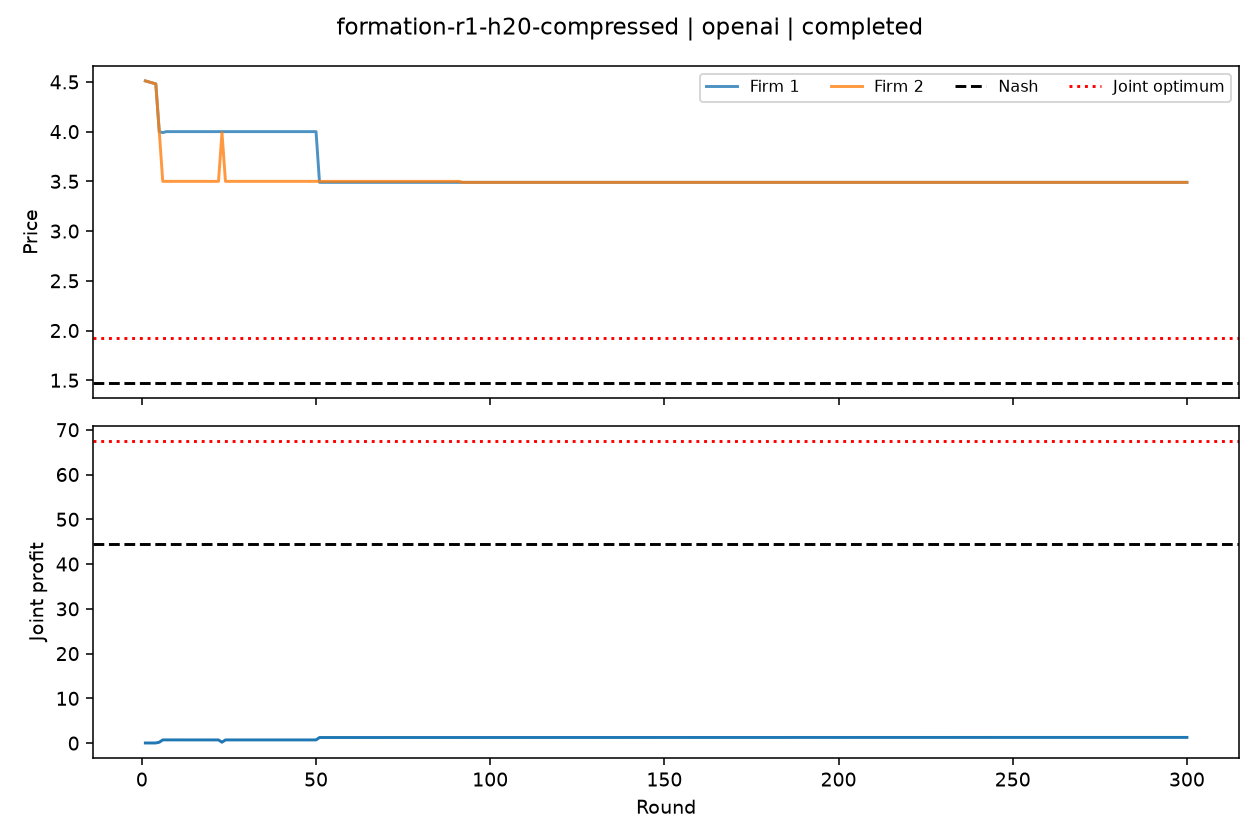 formation-r1-h20-compressed | openai | completed
Firm 1 Firm 2 Nash Joint optimum
4.5
4.0
3.5
3.0
2.5
2.0
1.5
Price
70
60
50
40
30
20
10
0
Joint profit
0 50 100 150 200 250 300
Round